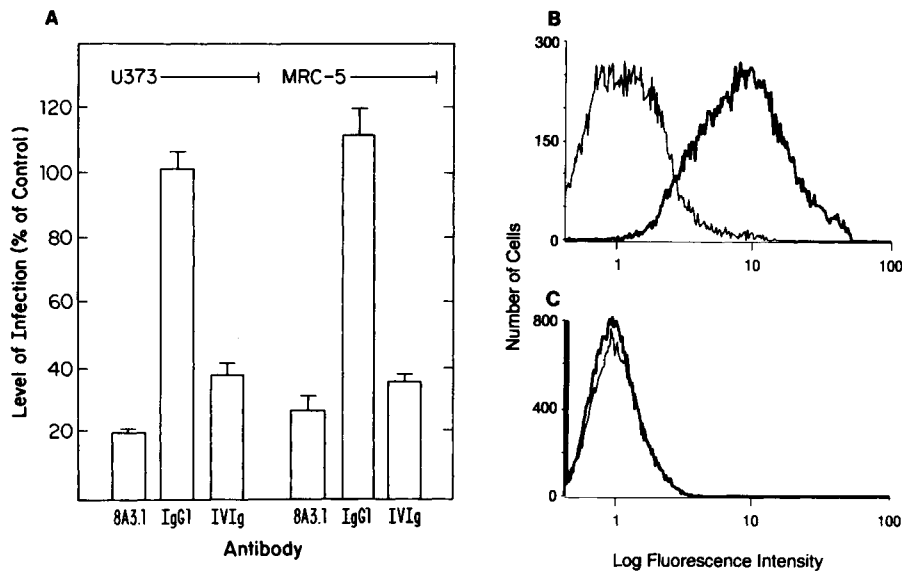 A
U373
MRC-5
Level of Infection (% of Control)
120
100
80
60
40
20
8A3.1 IgG1 IVIg 8A3.1 IgG1 IVIg
Antibody
B
300
150
0
1 10 100
Number of Cells
C
800
400
0
1 10 100
Log Fluorescence Intensity